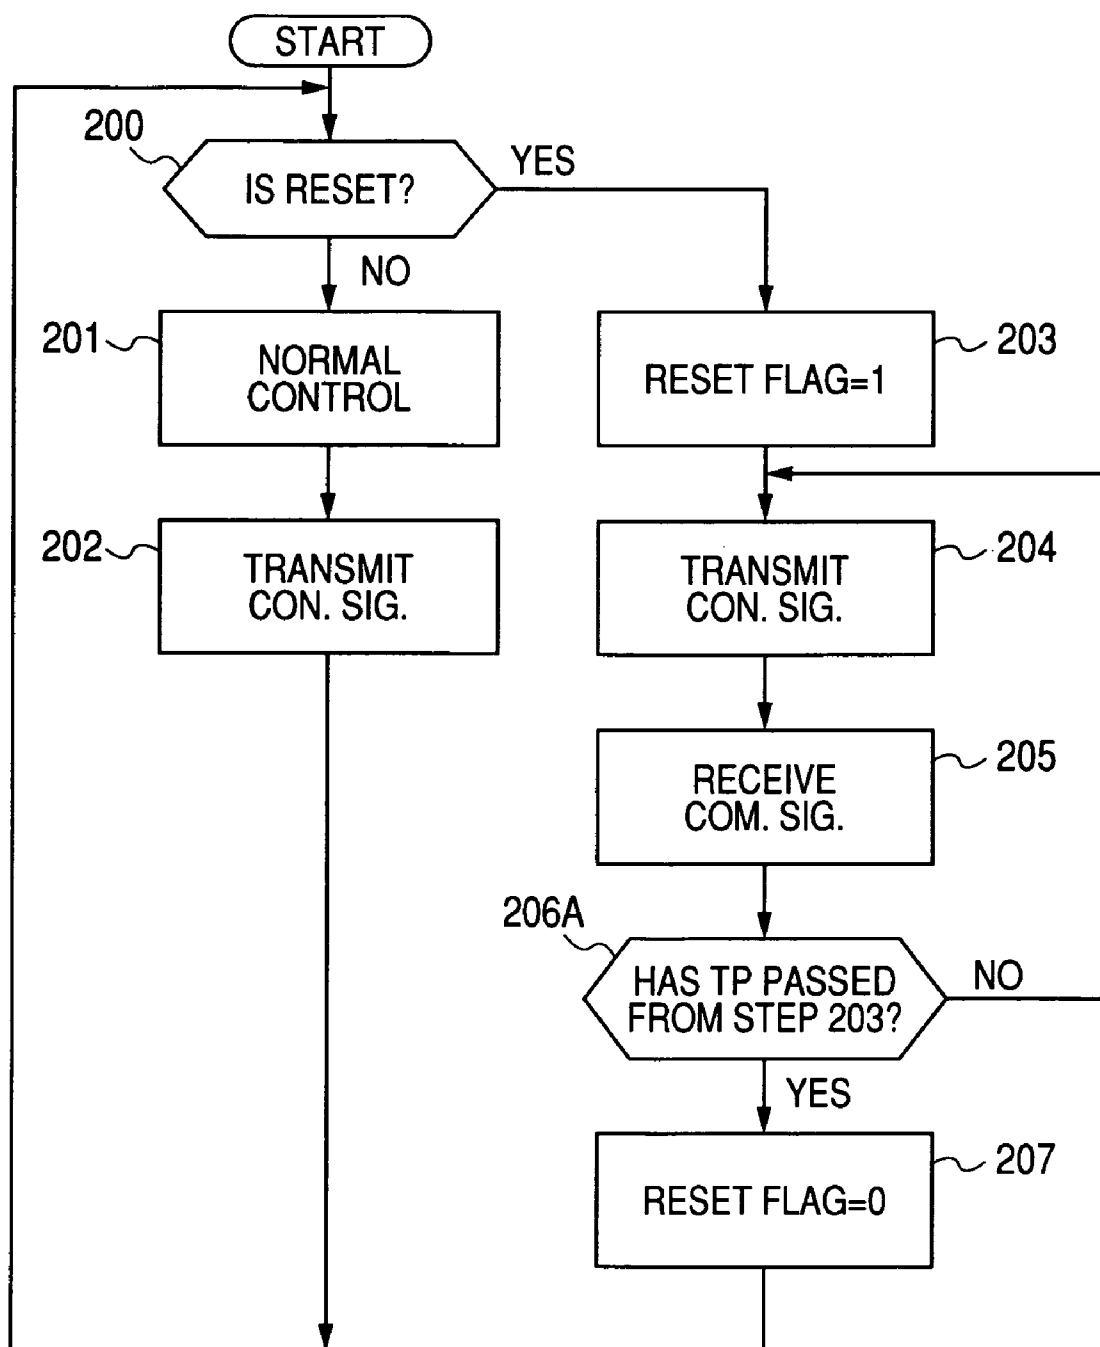 START
200
IS RESET?
YES
NO
201
NORMAL
CONTROL
203
RESET FLAG=1
202
TRANSMIT
CON. SIG.
204
TRANSMIT
CON. SIG.
205
RECEIVE
COM. SIG.
206A
HAS TP PASSED
FROM STEP 203?
NO
YES
207
RESET FLAG=0